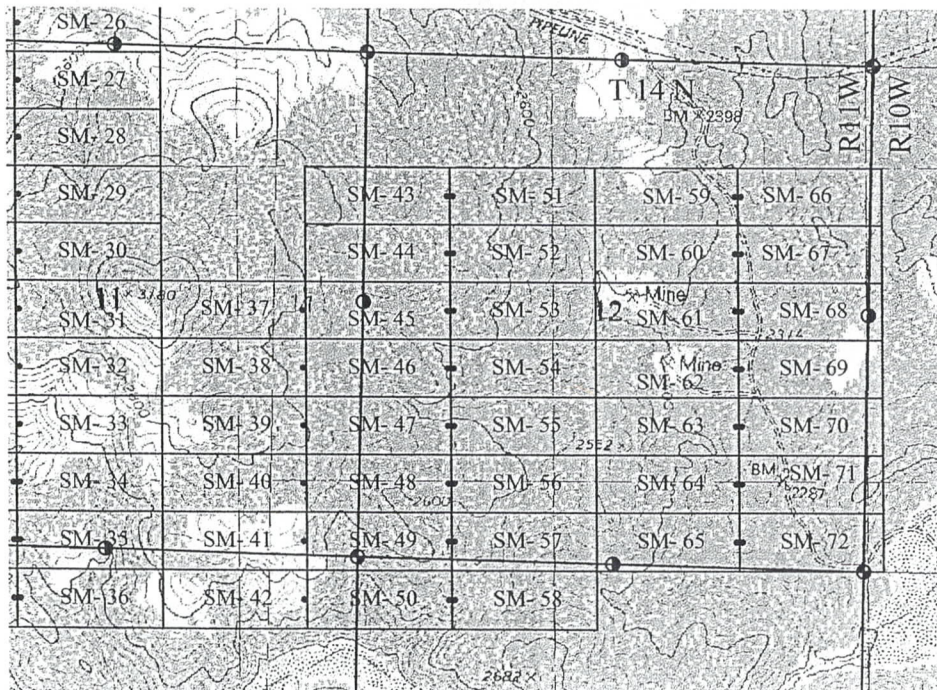 SM- 26
PIPELINE
SM- 27
T 14 N
BM × 2398
R11W
R10W
SM- 28
SM- 29
SM- 43
SM- 51
SM- 59
SM- 66
SM- 30
SM- 44
SM- 52
SM- 60
SM- 67
11 × 3180
SM- 31
SM- 37
SM- 45
SM- 53
12
Mine
SM- 61
SM- 68
2314
SM- 32
SM- 38
SM- 46
SM- 54
Mine
SM- 62
SM- 69
SM- 33
SM- 39
SM- 47
SM- 55
2552 ×
SM- 63
SM- 70
SM- 34
SM- 40
SM- 48
2600
SM- 56
SM- 64
BM
SM- 71
2287
SM- 35
SM- 41
SM- 49
SM- 57
SM- 65
SM- 72
SM- 36
SM- 42
SM- 50
SM- 58
2682 ×